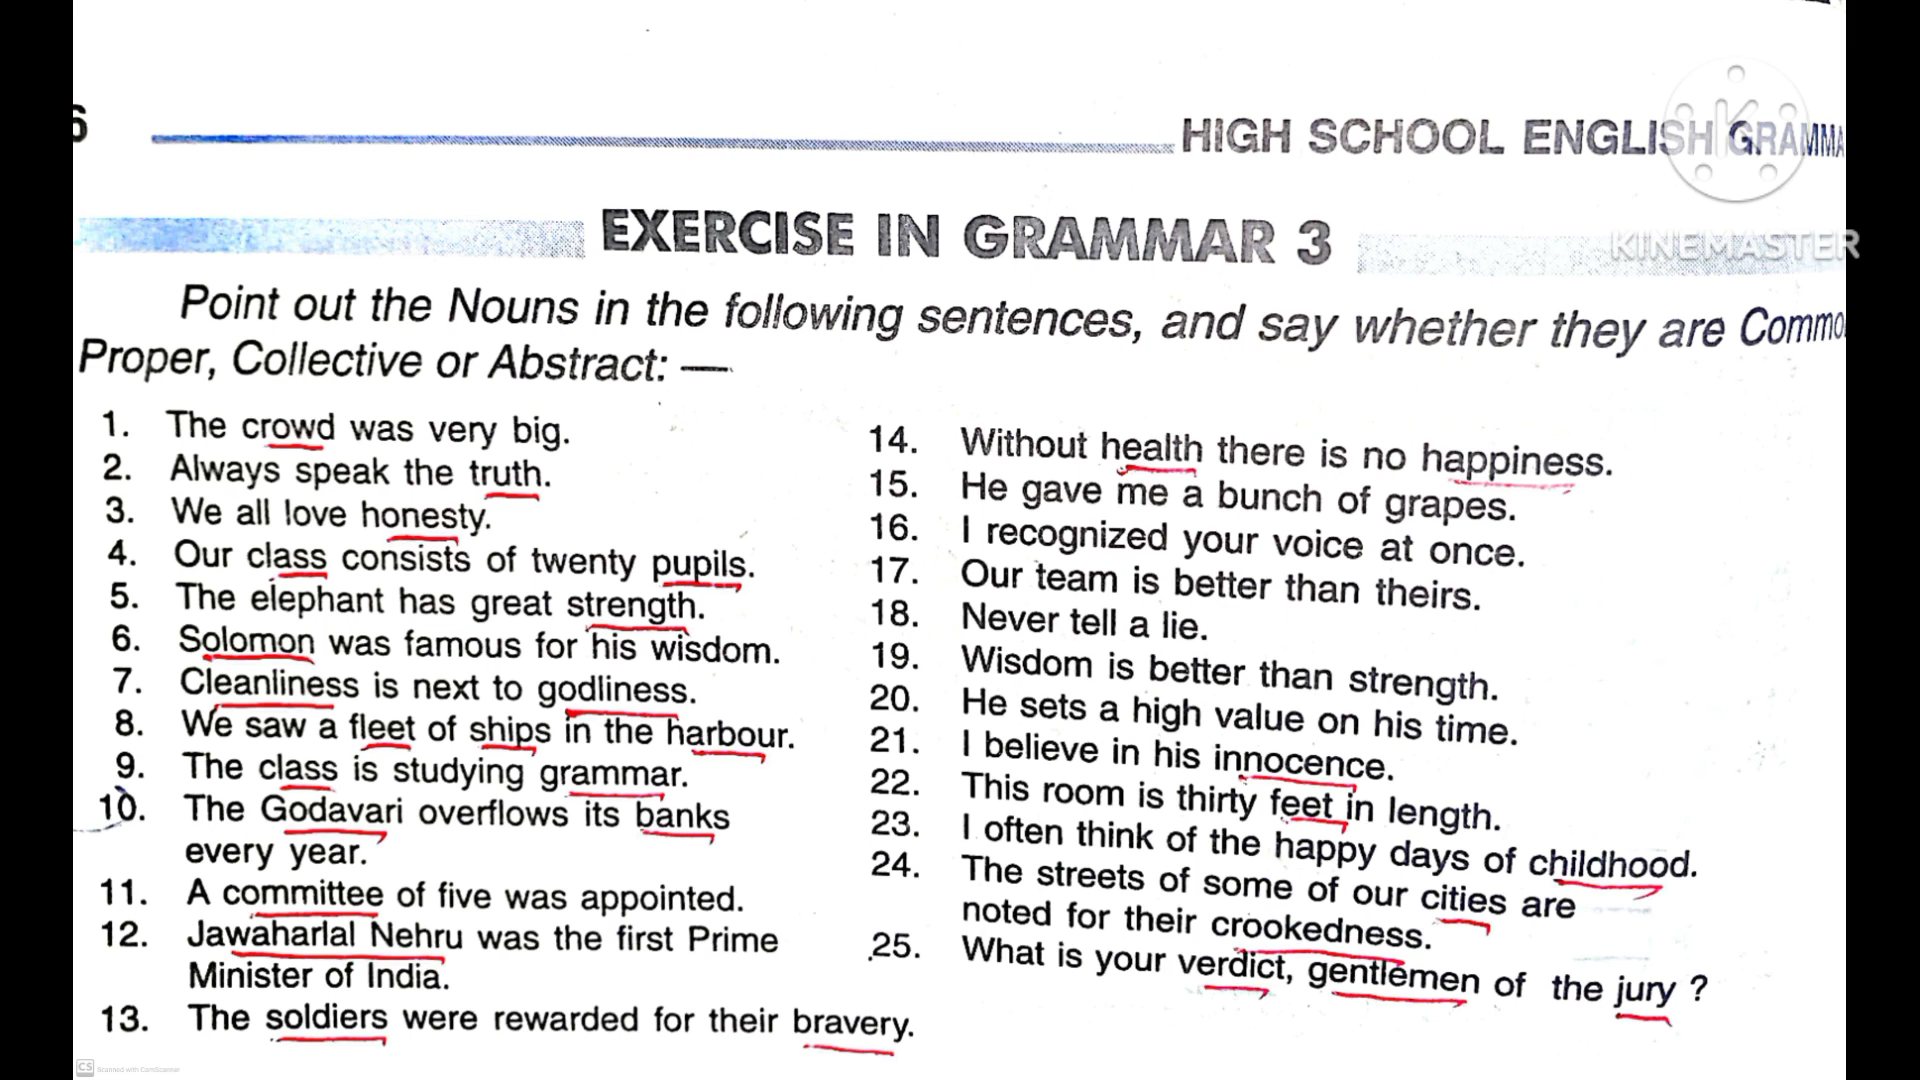 6
HIGH SCHOOL ENGLISH GRAMMA
KINEMASTER
EXERCISE IN GRAMMAR 3
Point out the Nouns in the following sentences, and say whether they are Commo
Proper, Collective or Abstract: —
1. The crowd was very big.
2. Always speak the truth.
3. We all love honesty.
4. Our class consists of twenty pupils.
5. The elephant has great strength.
6. Solomon was famous for his wisdom.
7. Cleanliness is next to godliness.
8. We saw a fleet of ships in the harbour.
9. The class is studying grammar.
10. The Godavari overflows its banks
every year.
11. A committee of five was appointed.
12. Jawaharlal Nehru was the first Prime
Minister of India.
13. The soldiers were rewarded for their bravery.
14. Without health there is no happiness.
15. He gave me a bunch of grapes.
16. I recognized your voice at once.
17. Our team is better than theirs.
18. Never tell a lie.
19. Wisdom is better than strength.
20. He sets a high value on his time.
21. I believe in his innocence.
22. This room is thirty feet in length.
23. I often think of the happy days of childhood.
24. The streets of some of our cities are
noted for their crookedness.
25. What is your verdict, gentlemen of the jury ?
CS Scanned with CamScanner